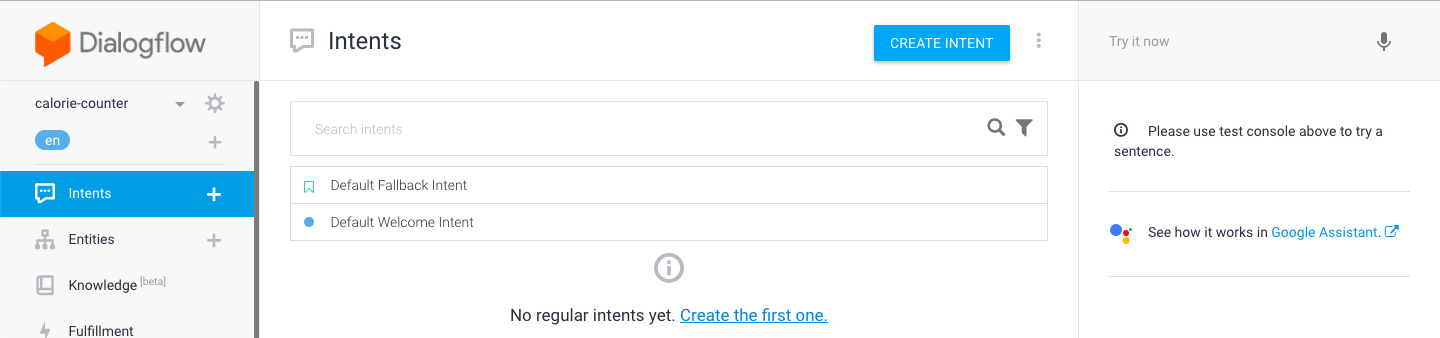 Dialogflow
calorie-counter
en
Intents
Entities
Knowledge [beta]
Fulfillment
Intents
CREATE INTENT
Search intents
Default Fallback Intent
Default Welcome Intent
No regular intents yet. Create the first one.
Try it now
Please use test console above to try a
sentence.
See how it works in Google Assistant.